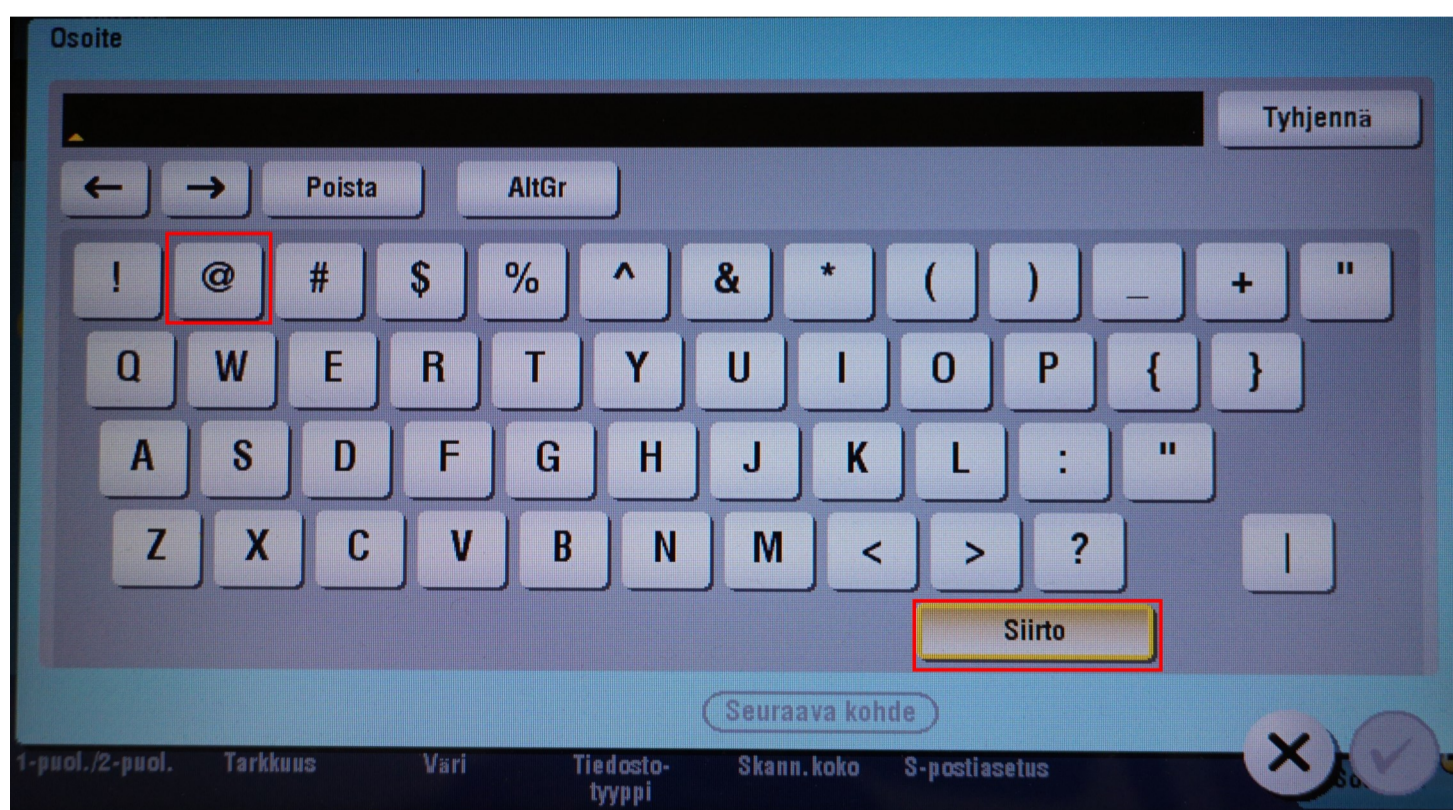 Osoite
Tyhjennä
← → Poista AltGr
! @ # $ % ^ & * ( ) _ + "
Q W E R T Y U I O P { }
A S D F G H J K L : "
Z X C V B N M < > ? |
Siirto
Seuraava kohde
1-puol./2-puol. Tarkkuus Väri Tiedosto- Skann.koko S-postiasetus
tyyppi